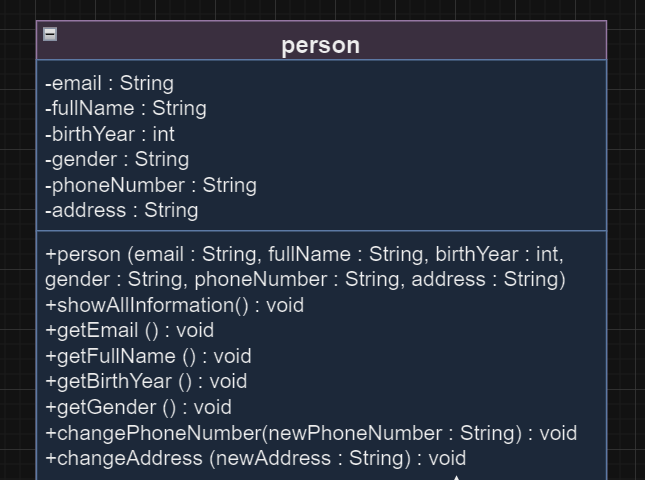 person
-email : String
-fullName : String
-birthYear : int
-gender : String
-phoneNumber : String
-address : String
+person (email : String, fullName : String, birthYear : int,
gender : String, phoneNumber : String, address : String)
+showAllInformation() : void
+getEmail () : void
+getFullName () : void
+getBirthYear () : void
+getGender () : void
+changePhoneNumber(newPhoneNumber : String) : void
+changeAddress (newAddress : String) : void